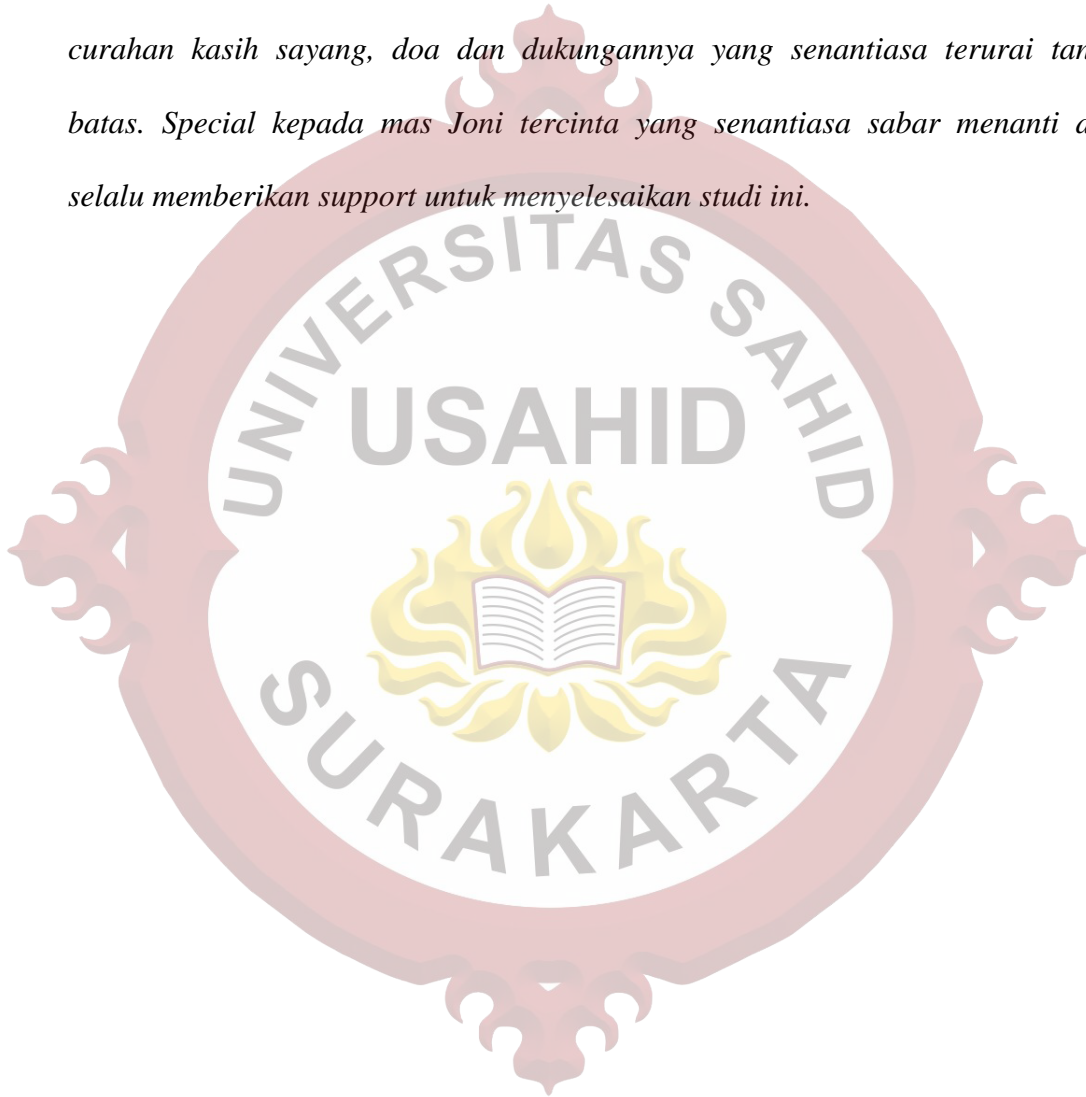 curahan kasih sayang, doa dan dukungannya yang senantiasa terurai tan
batas. Special kepada mas Joni tercinta yang senantiasa sabar menanti
selalu memberikan support untuk menyelesaikan studi ini.
UNIVERSITAS SAHID
USAHID
SURAKARTA